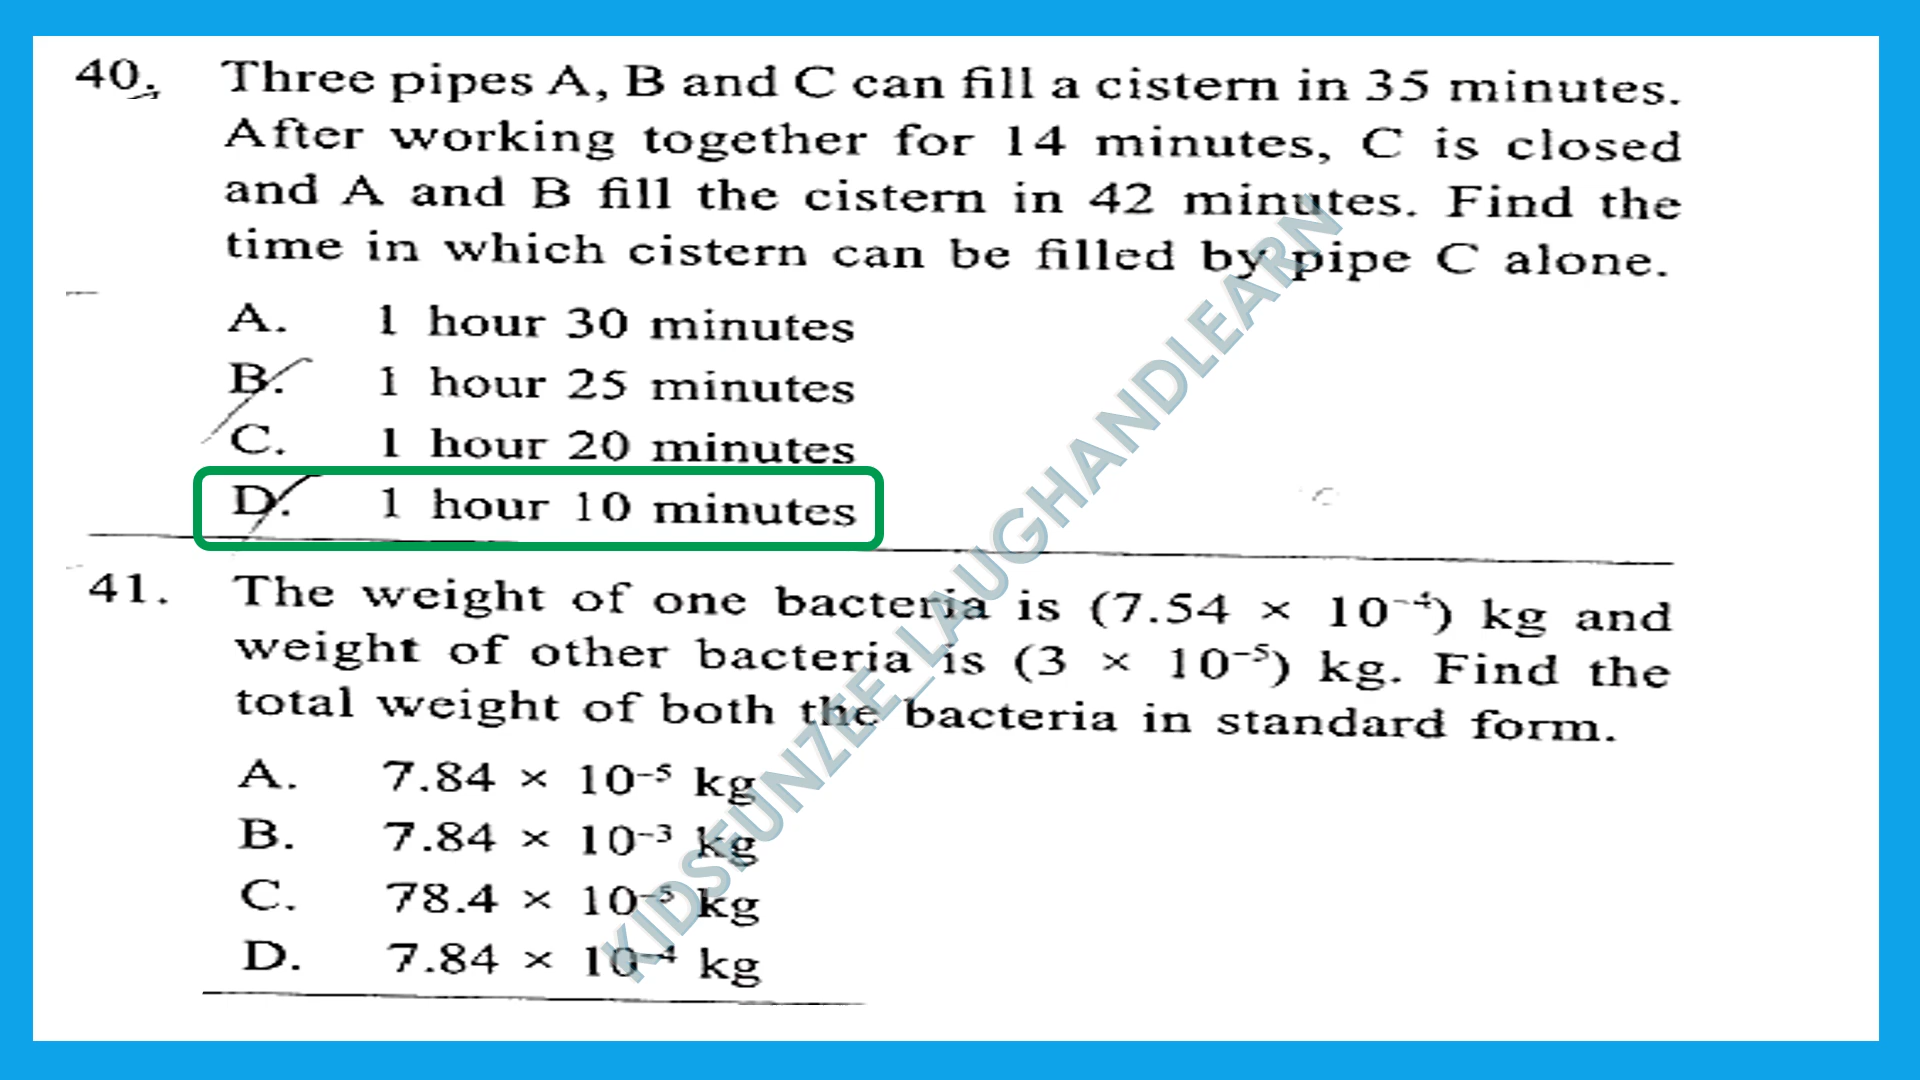 40. Three pipes A, B and C can fill a cistern in 35 minutes.
After working together for 14 minutes, C is closed
and A and B fill the cistern in 42 minutes. Find the
time in which cistern can be filled by pipe C alone.
A. 1 hour 30 minutes
B. 1 hour 25 minutes
C. 1 hour 20 minutes
D. 1 hour 10 minutes
41. The weight of one bacteria is (7.54 × 10⁻⁴) kg and
weight of other bacteria is (3 × 10⁻⁵) kg. Find the
total weight of both the bacteria in standard form.
A. 7.84 × 10⁻⁵ kg
B. 7.84 × 10⁻³ kg
C. 78.4 × 10⁻⁵ kg
D. 7.84 × 10⁻⁴ kg
KIDSFUNZEE_LAUGHANDLEARN